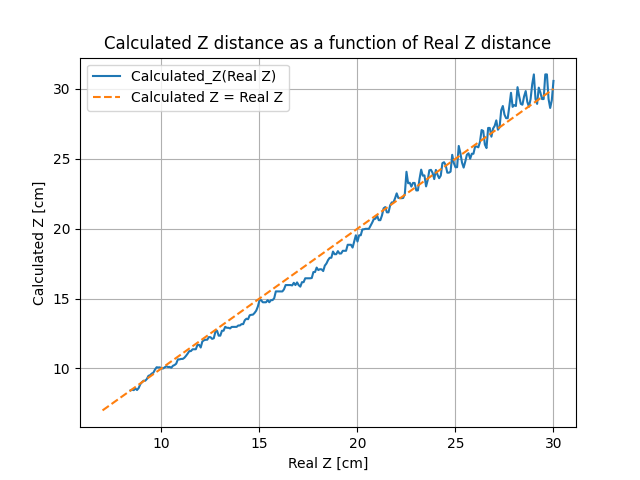 Calculated Z distance as a function of Real Z distance
Calculated_Z(Real Z)
Calculated Z = Real Z
30
25
20
15
10
Calculated Z [cm]
10 15 20 25 30
Real Z [cm]